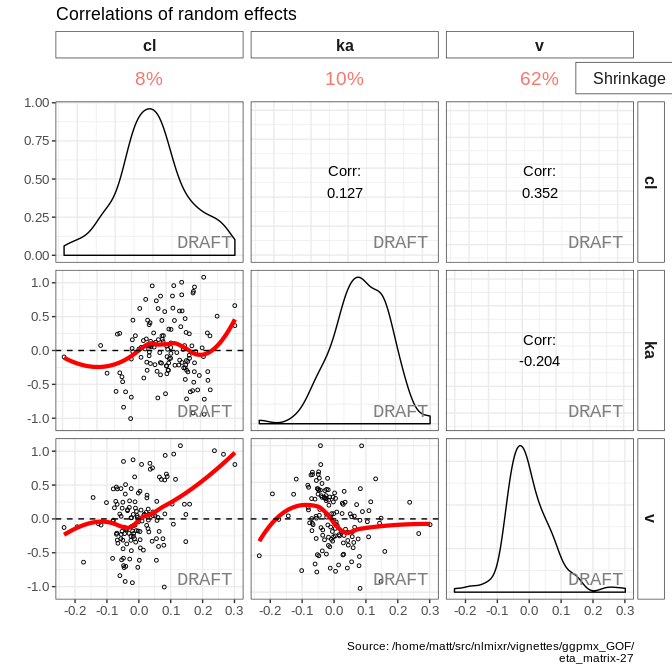 Correlations of random effects
cl
ka
v
8%
10%
62%
Shrinkage
1.00
0.75
0.50
0.25
0.00
DRAFT
Corr:
0.127
DRAFT
Corr:
0.352
DRAFT
cl
1.0
0.5
0.0
-0.5
-1.0
DRAFT
DRAFT
Corr:
-0.204
DRAFT
ka
1.0
0.5
0.0
-0.5
-1.0
DRAFT
DRAFT
DRAFT
v
-0.2 -0.1 0.0 0.1 0.2 0.3
-0.2 -0.1 0.0 0.1 0.2 0.3
-0.2 -0.1 0.0 0.1 0.2 0.3
Source: /home/matt/src/nlmixr/vignettes/ggpmx_GOF/
eta_matrix-27